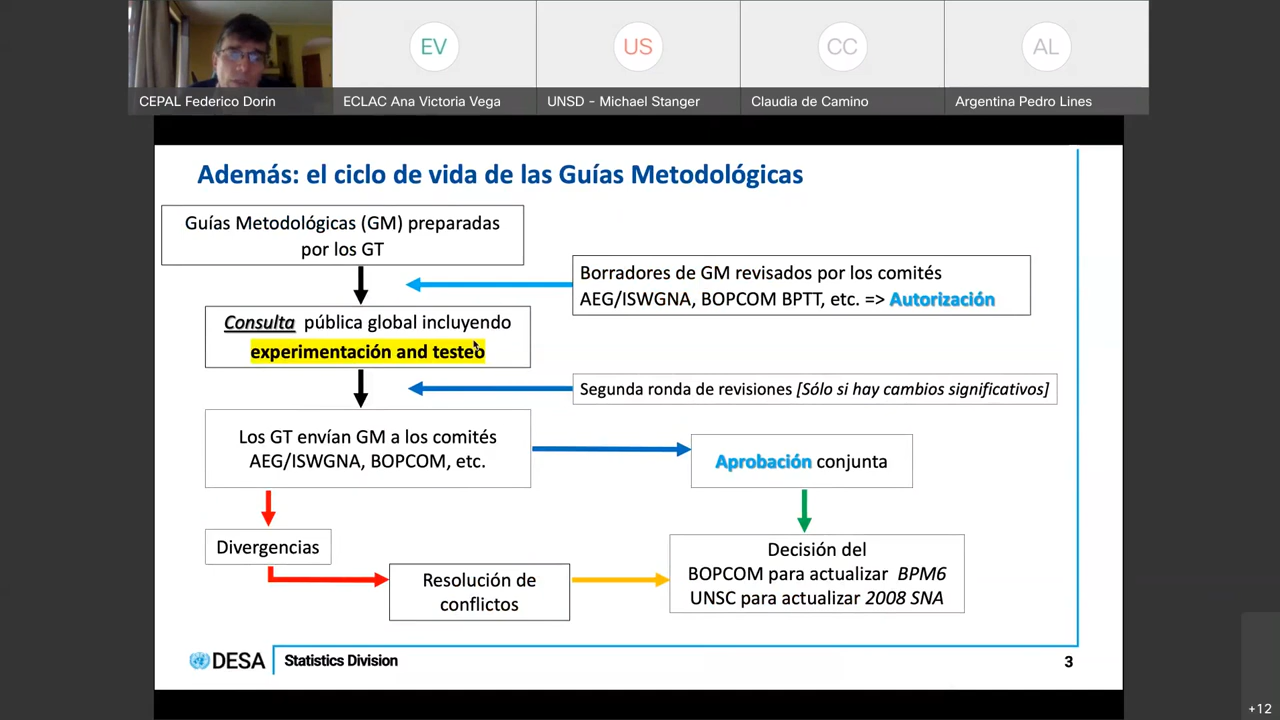 EV
US
CC
AL
CEPAL Federico Dorin
ECLAC Ana Victoria Vega
UNSD - Michael Stanger
Claudia de Camino
Argentina Pedro Lines
Además: el ciclo de vida de las Guías Metodológicas
Guías Metodológicas (GM) preparadas
por los GT
Borradores de GM revisados por los comités
AEG/ISWGNA, BOPCOM BPTT, etc. => Autorización
Consulta pública global incluyendo
experimentación and testeo
Segunda ronda de revisiones [Sólo si hay cambios significativos]
Los GT envían GM a los comités
AEG/ISWGNA, BOPCOM, etc.
Aprobación conjunta
Divergencias
Resolución de
conflictos
Decisión del
BOPCOM para actualizar BPM6
UNSC para actualizar 2008 SNA
DESA
Statistics Division
3
+12